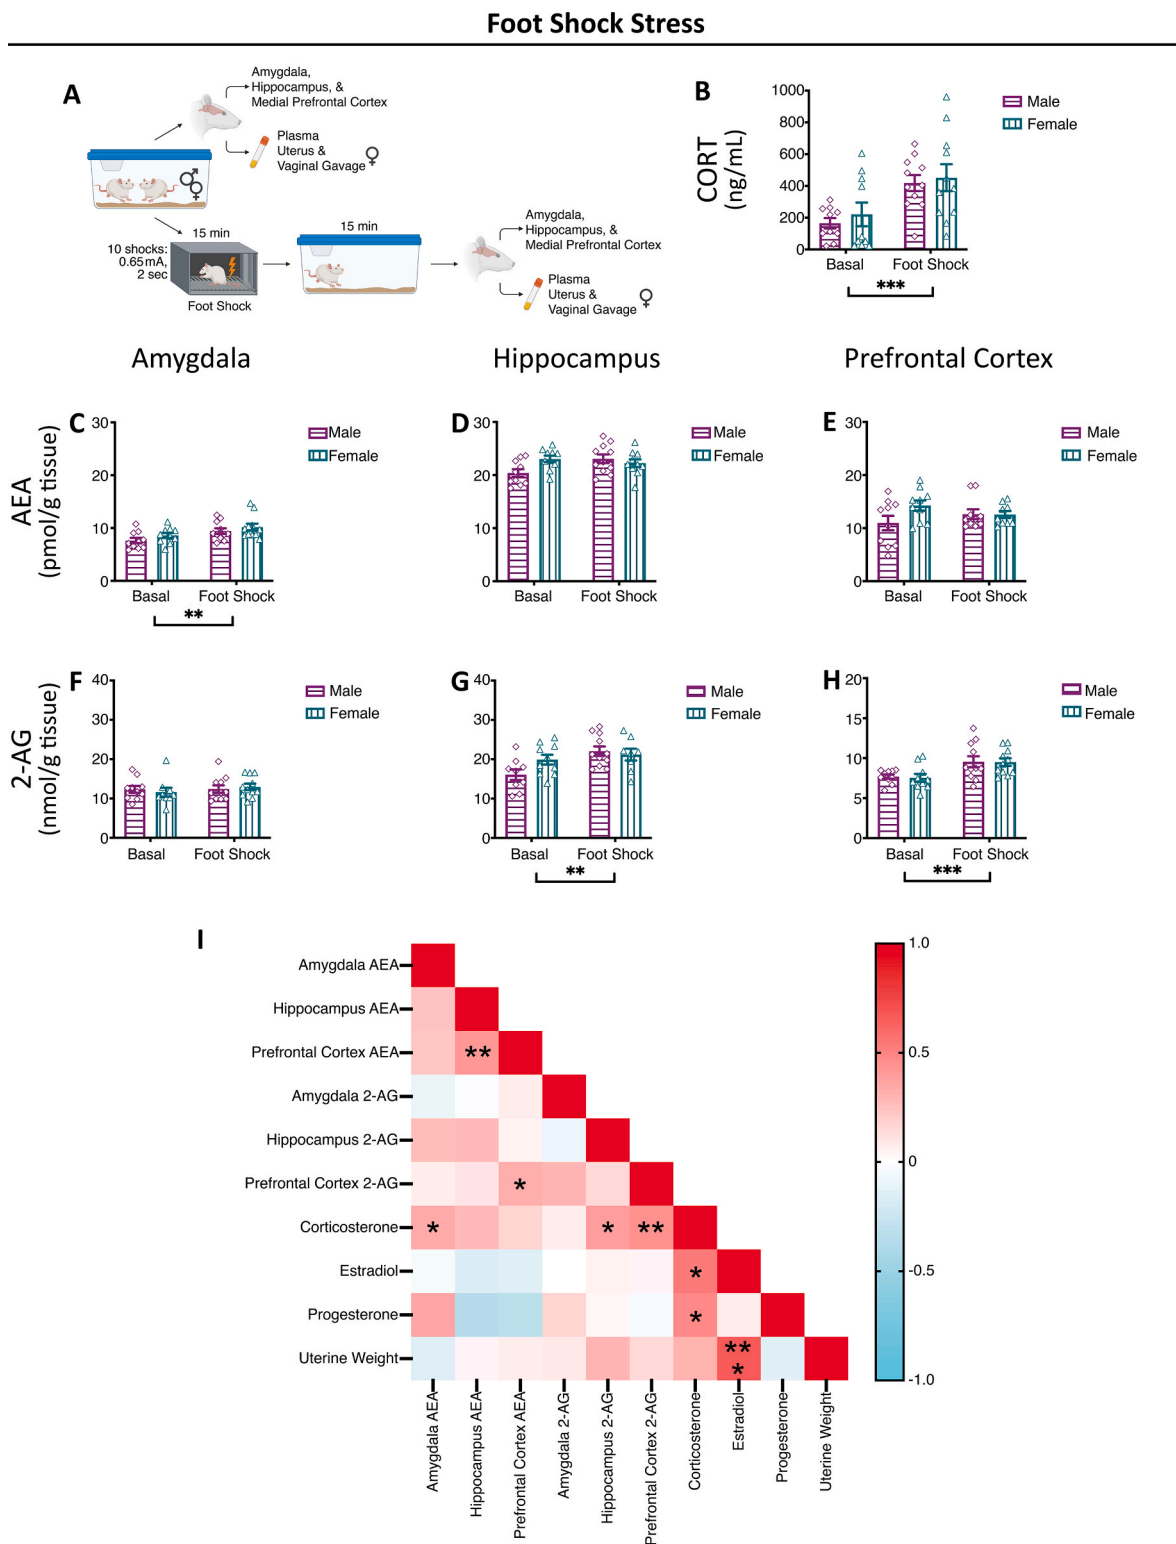 Foot Shock Stress
A
Amygdala,
Hippocampus, &
Medial Prefrontal Cortex
Plasma
Uterus &
Vaginal Gavage ♀
15 min
10 shocks:
0.65 mA,
2 sec
Foot Shock
15 min
Amygdala,
Hippocampus, &
Medial Prefrontal Cortex
Plasma
Uterus &
Vaginal Gavage ♀
B
CORT
(ng/mL)
1000
800
600
400
200
0
Basal
Foot Shock
***
Male
Female
Amygdala
Hippocampus
Prefrontal Cortex
AEA
(pmol/g tissue)
C
30
20
10
0
Basal
Foot Shock
**
Male
Female
D
30
20
10
0
Basal
Foot Shock
Male
Female
E
30
20
10
0
Basal
Foot Shock
Male
Female
2-AG
(nmol/g tissue)
F
40
30
20
10
0
Basal
Foot Shock
Male
Female
G
40
30
20
10
0
Basal
Foot Shock
**
Male
Female
H
20
15
10
5
0
Basal
Foot Shock
***
Male
Female
I
Amygdala AEA
Hippocampus AEA
Prefrontal Cortex AEA
**
Amygdala 2-AG
Hippocampus 2-AG
Prefrontal Cortex 2-AG
*
Corticosterone
* * **
Estradiol
*
Progesterone
*
Uterine Weight
**
*
Amygdala AEA
Hippocampus AEA
Prefrontal Cortex AEA
Amygdala 2-AG
Hippocampus 2-AG
Prefrontal Cortex 2-AG
Corticosterone
Estradiol
Progesterone
Uterine Weight
1.0
0.5
0
-0.5
-1.0